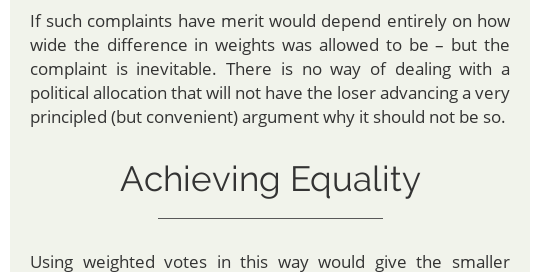 If such complaints have merit would depend entirely on how
wide the difference in weights was allowed to be – but the
complaint is inevitable. There is no way of dealing with a
political allocation that will not have the loser advancing a very
principled (but convenient) argument why it should not be so.
Achieving Equality
Using weighted votes in this way would give the smaller